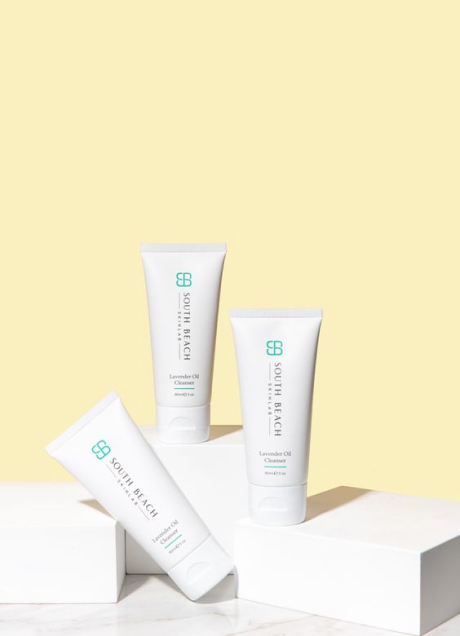 SOUTH BEACH
SKINLAB
Lavender Oil
Cleanser
SOUTH BEACH
SKINLAB
Lavender Oil
Cleanser
SOUTH BEACH
SKINLAB
Lavender Oil
Cleanser